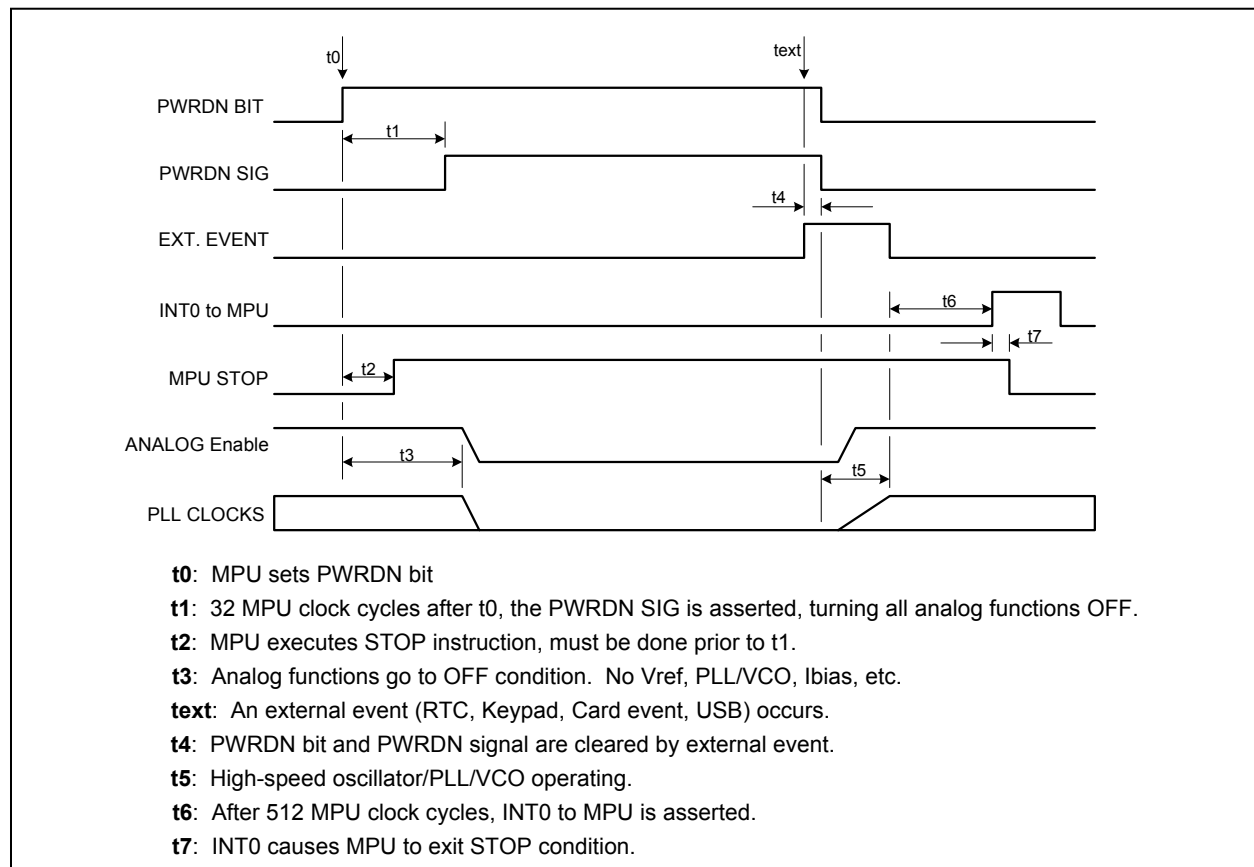 t0
text
PWRDN BIT
t1
PWRDN SIG
t4
EXT. EVENT
t6
INT0 to MPU
t7
t2
MPU STOP
ANALOG Enable
t3
t5
PLL CLOCKS
t0: MPU sets PWRDN bit
t1: 32 MPU clock cycles after t0, the PWRDN SIG is asserted, turning all analog functions OFF.
t2: MPU executes STOP instruction, must be done prior to t1.
t3: Analog functions go to OFF condition. No Vref, PLL/VCO, Ibias, etc.
text: An external event (RTC, Keypad, Card event, USB) occurs.
t4: PWRDN bit and PWRDN signal are cleared by external event.
t5: High-speed oscillator/PLL/VCO operating.
t6: After 512 MPU clock cycles, INT0 to MPU is asserted.
t7: INT0 causes MPU to exit STOP condition.